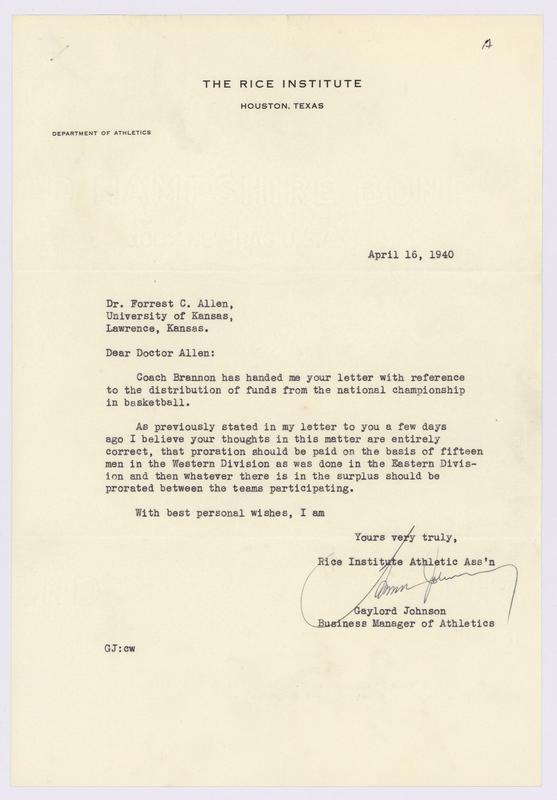 THE RICE INSTITUTE
HOUSTON, TEXAS
DEPARTMENT OF ATHLETICS
April 16, 1940
Dr. Forrest C. Allen,
University of Kansas,
Lawrence, Kansas.
Dear Doctor Allen:
Coach Brannon has handed me your letter with reference
to the distribution of funds from the national championship
in basketball.
As previously stated in my letter to you a few days
ago I believe your thoughts in this matter are entirely
correct, that proration should be paid on the basis of fifteen
men in the Western Division as was done in the Eastern Divis-
ion and then whatever there is in the surplus should be
prorated between the teams participating.
With best personal wishes, I am
Yours very truly,
Rice Institute Athletic Ass'n
Gaylord Johnson
Business Manager of Athletics
GJ:cw